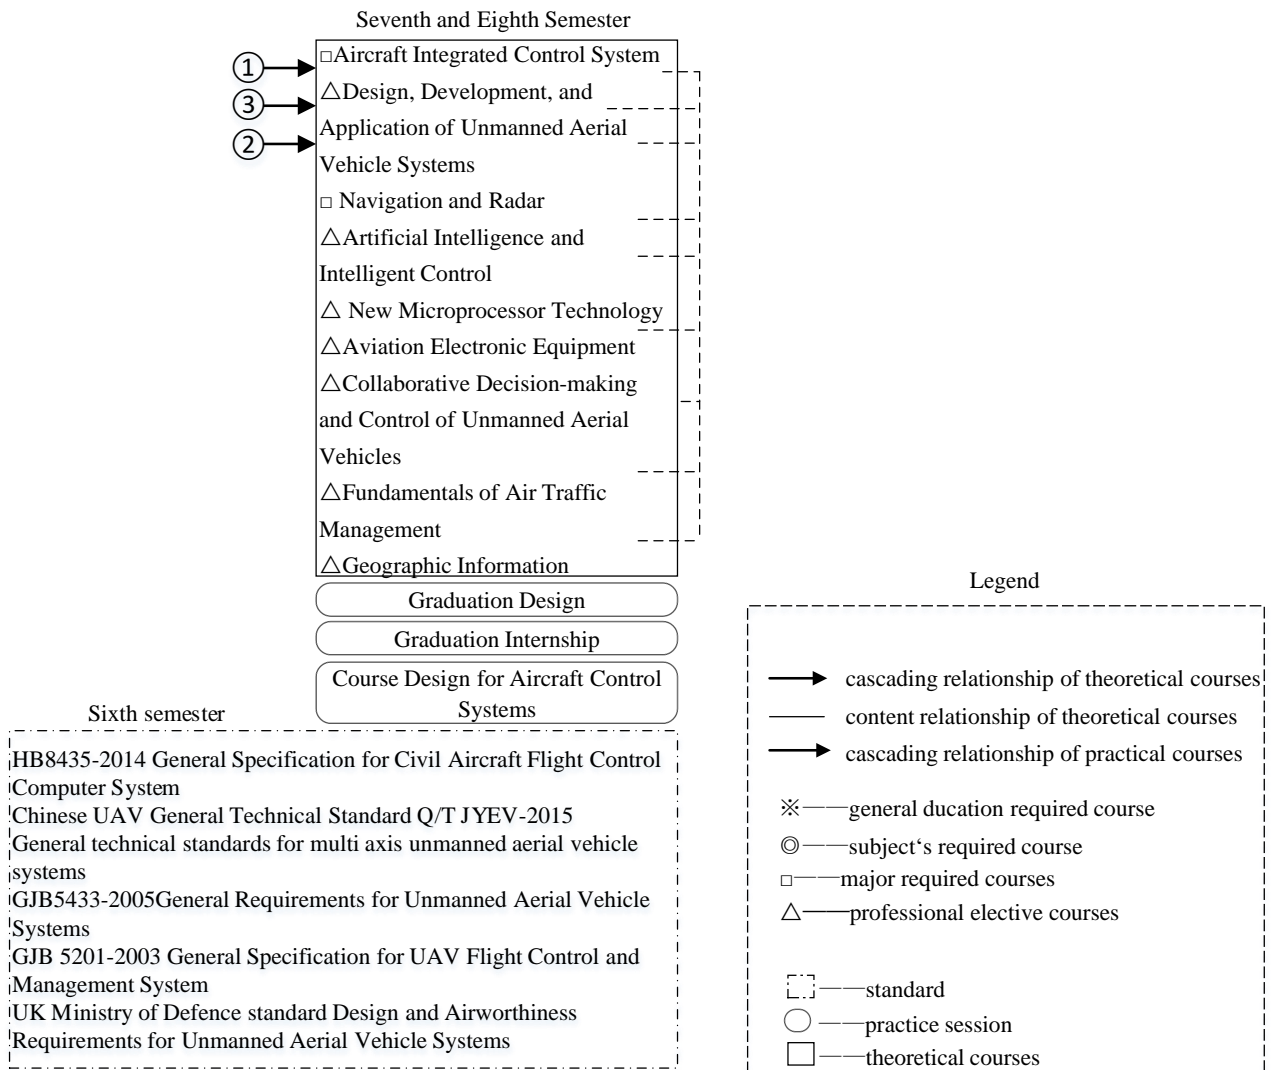 Seventh and Eighth Semester
①
③
②
□Aircraft Integrated Control System
△Design, Development, and
Application of Unmanned Aerial
Vehicle Systems
□ Navigation and Radar
△Artificial Intelligence and
Intelligent Control
△ New Microprocessor Technology
△Aviation Electronic Equipment
△Collaborative Decision-making
and Control of Unmanned Aerial
Vehicles
△Fundamentals of Air Traffic
Management
△Geographic Information
Graduation Design
Graduation Internship
Course Design for Aircraft Control
Systems
Sixth semester
HB8435-2014 General Specification for Civil Aircraft Flight Control
Computer System
Chinese UAV General Technical Standard Q/T JYEV-2015
General technical standards for multi axis unmanned aerial vehicle
systems
GJB5433-2005General Requirements for Unmanned Aerial Vehicle
Systems
GJB 5201-2003 General Specification for UAV Flight Control and
Management System
UK Ministry of Defence standard Design and Airworthiness
Requirements for Unmanned Aerial Vehicle Systems
Legend
cascading relationship of theoretical courses
content relationship of theoretical courses
cascading relationship of practical courses
※——general ducation required course
◎——subject‘s required course
□——major required courses
△——professional elective courses
——standard
——practice session
——theoretical courses